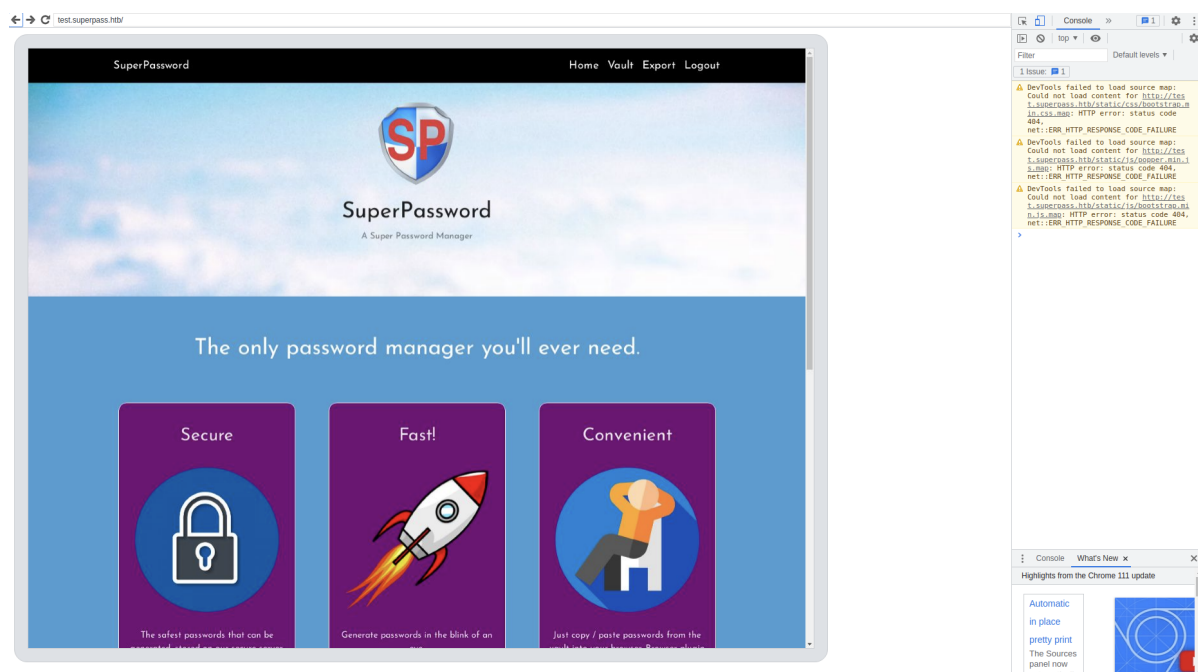 test.superpass.htb/
SuperPassword
Home Vault Export Logout
SP
SuperPassword
A Super Password Manager
The only password manager you'll ever need.
Secure
Fast!
Convenient
The safest passwords that can be
Generate passwords in the blink of an
Just copy / paste passwords from the
Console
1
top
Filter
Default levels
1 Issue: 1
DevTools failed to load source map:
Could not load content for http://tes
t.superpass.htb/static/css/bootstrap.m
in.css.map: HTTP error: status code
404,
net::ERR_HTTP_RESPONSE_CODE_FAILURE
DevTools failed to load source map:
Could not load content for http://tes
t.superpass.htb/static/js/popper.min.j
s.map: HTTP error: status code 404,
net::ERR_HTTP_RESPONSE_CODE_FAILURE
DevTools failed to load source map:
Could not load content for http://tes
t.superpass.htb/static/js/bootstrap.mi
n.js.map: HTTP error: status code 404,
net::ERR_HTTP_RESPONSE_CODE_FAILURE
Console What's New
Highlights from the Chrome 111 update
Automatic
in place
pretty print
The Sources
panel now